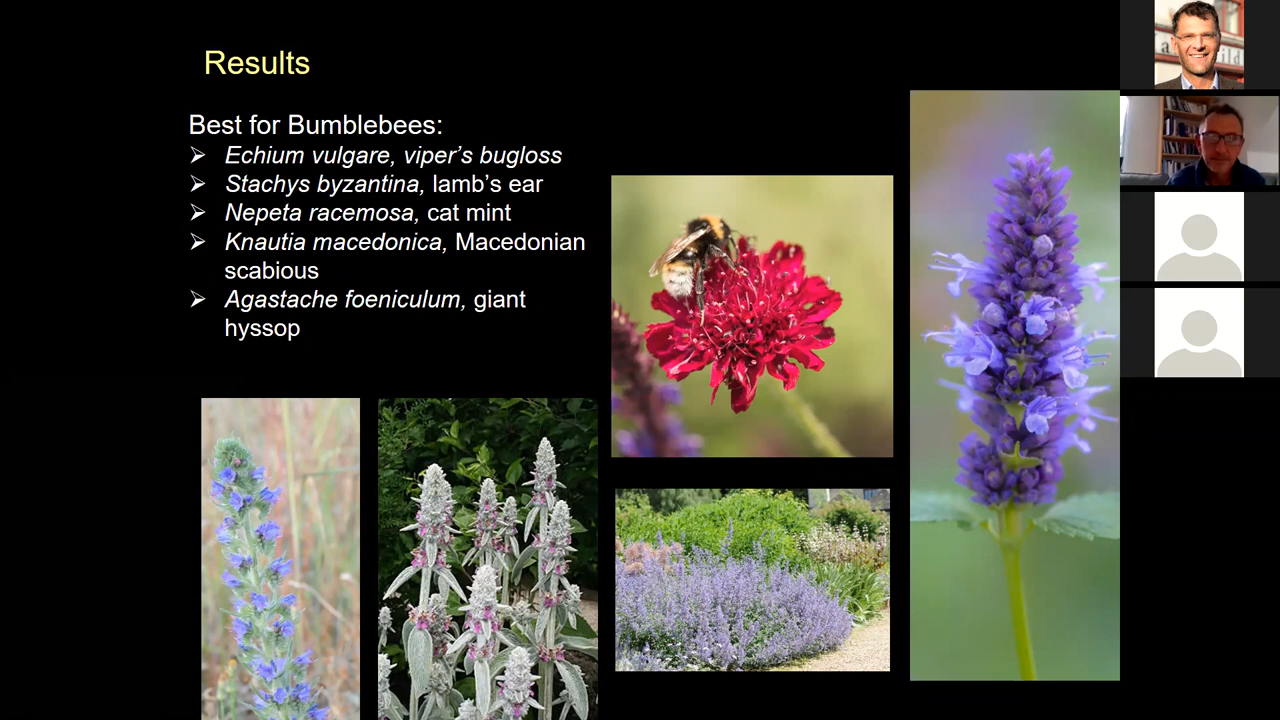 Results
Best for Bumblebees:
➢ Echium vulgare, viper’s bugloss
➢ Stachys byzantina, lamb’s ear
➢ Nepeta racemosa, cat mint
➢ Knautia macedonica, Macedonian
scabious
➢ Agastache foeniculum, giant
hyssop